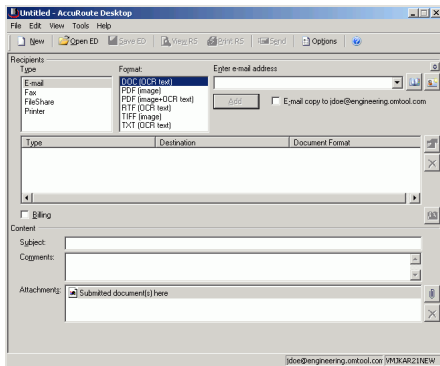 Untitled - AccuRoute Desktop
File Edit View Tools Help
New Open ED Save ED View RS Print RS Send Options
Recipients
Type Format: Enter e-mail address
E-mail
Fax
FileShare
Printer
DOC (OCR text)
PDF (image)
PDF (image+OCR text)
RTF (OCR text)
TIFF (image)
TXT (OCR text)
Add E-mail copy to jdoe@engineering.omtool.com
Type Destination Document Format
Billing
Content
Subject:
Comments:
Attachments: Submitted document(s) here
jdoe@engineering.omtool.com VMJKAR21NEW